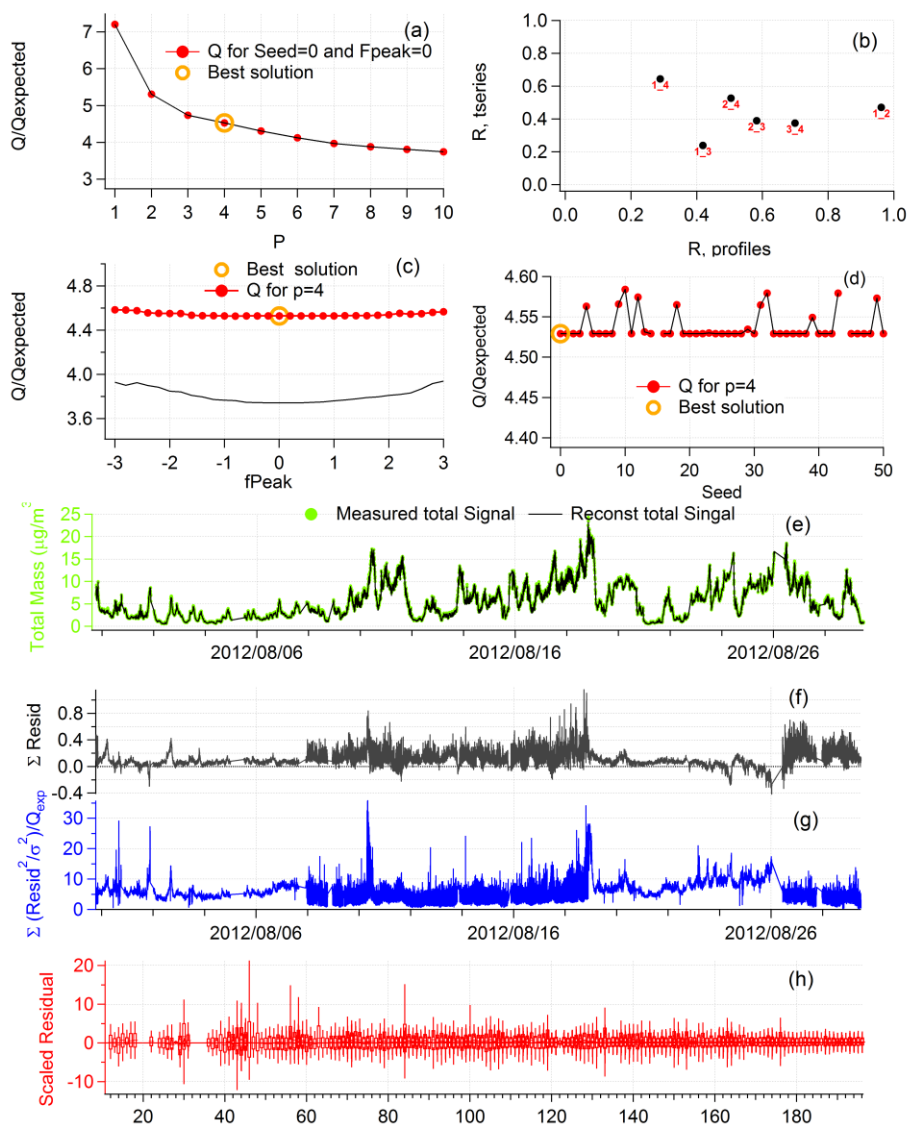 (a)
Q for Seed=0 and Fpeak=0
Best solution
Q/Qexpected
7
6
5
4
3
1 2 3 4 5 6 7 8 9 10
P
(b)
R, tseries
1.0
0.8
0.6
0.4
0.2
0.0
1_4
2_4
1_2
2_3
3_4
1_3
0.0 0.2 0.4 0.6 0.8 1.0
R, profiles
(c)
Best solution
Q for p=4
Q/Qexpected
4.8
4.4
4.0
3.6
-3 -2 -1 0 1 2 3
fPeak
(d)
Q/Qexpected
4.60
4.55
4.50
4.45
4.40
Q for p=4
Best solution
0 10 20 30 40 50
Seed
Measured total Signal Reconst total Singal
(e)
Total Mass (μg/m²
25
20
15
10
5
0
2012/08/06 2012/08/16 2012/08/26
(f)
Σ Resid
0.8
0.4
0.0
-0.4
(g)
Σ (Resid²/σ²)/Qexp
30
20
10
0
2012/08/06 2012/08/16 2012/08/26
(h)
Scaled Residual
20
10
0
-10
20 40 60 80 100 120 140 160 180